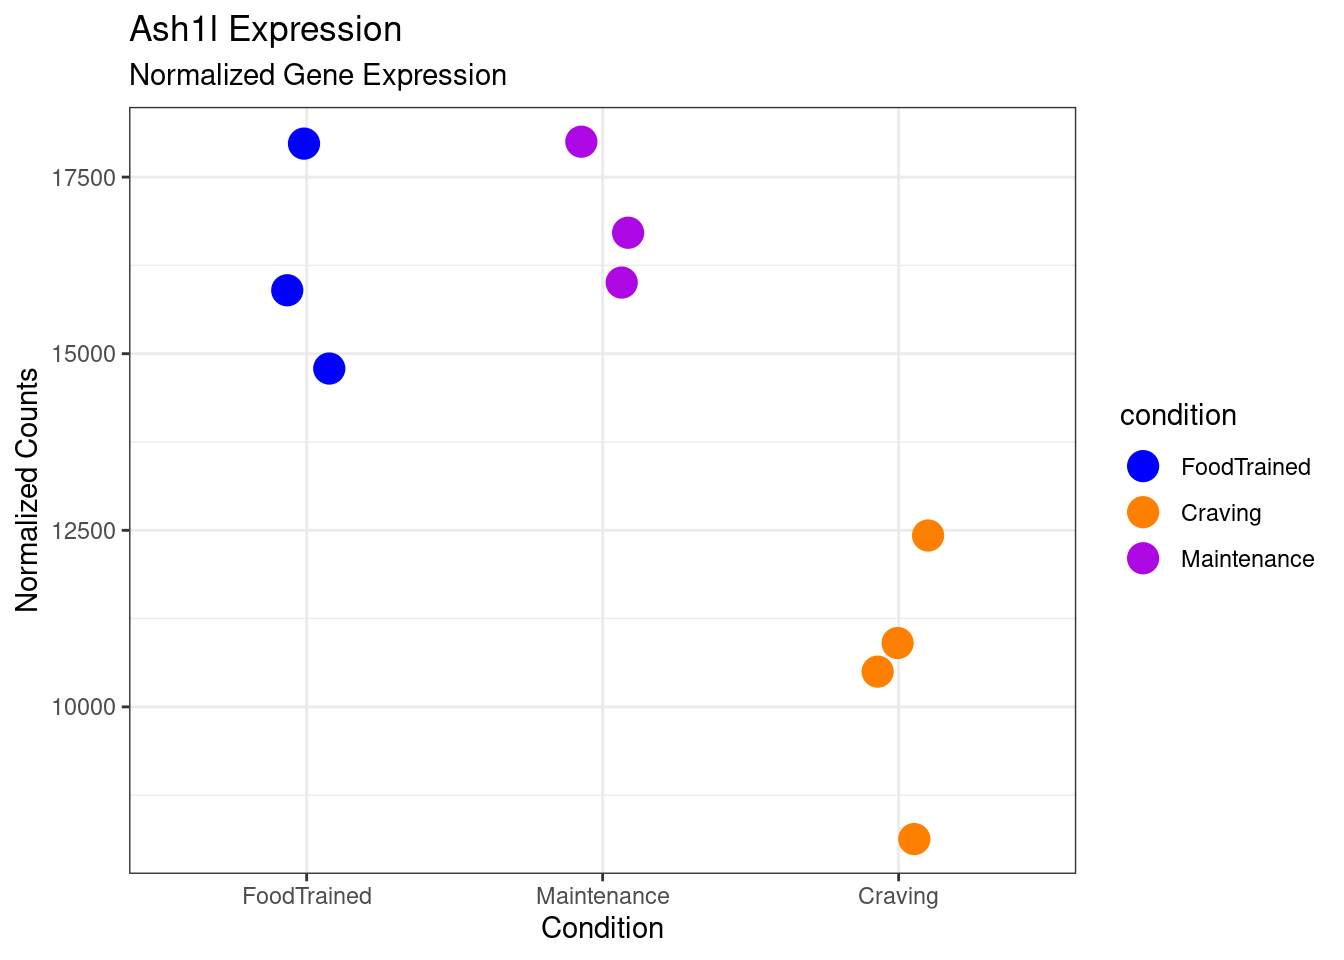 Ash1l Expression
Normalized Gene Expression
Normalized Counts
17500
15000
12500
10000
FoodTrained
Maintenance
Craving
Condition
condition
FoodTrained
Craving
Maintenance